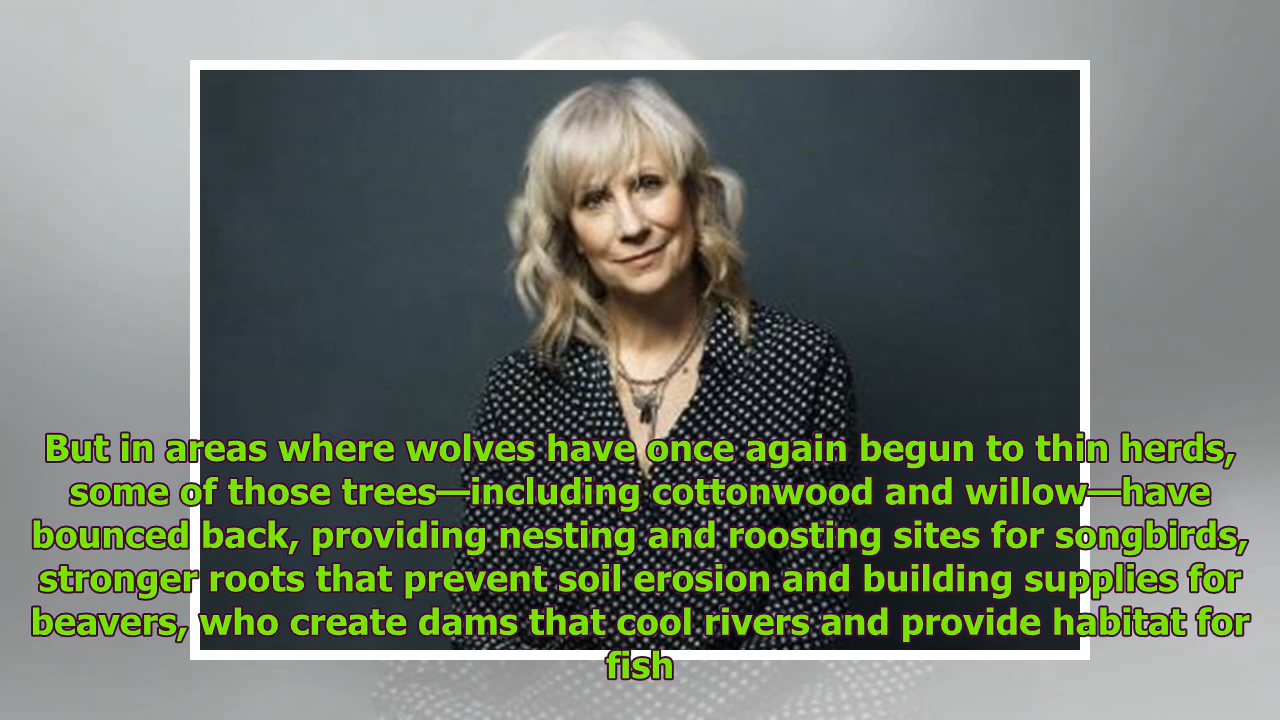 But in areas where wolves have once again begun to thin herds,
some of those trees—including cottonwood and willow—have
bounced back, providing nesting and roosting sites for songbirds,
stronger roots that prevent soil erosion and building supplies for
beavers, who create dams that cool rivers and provide habitat for
fish